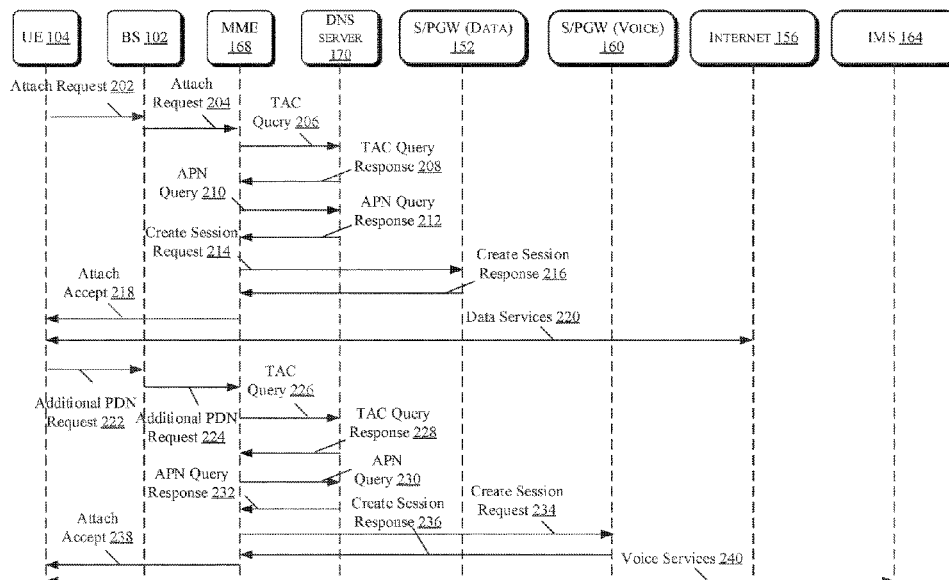 UE 104
BS 102
MME 168
DNS SERVER 170
S/PGW (DATA) 152
S/PGW (VOICE) 160
INTERNET 156
IMS 164
Attach Request 202
Attach Request 204
TAC Query 206
TAC Query Response 208
APN Query 210
APN Query Response 212
Create Session Request 214
Create Session Response 216
Attach Accept 218
Data Services 220
Additional PDN Request 222
Additional PDN Request 224
TAC Query 226
TAC Query Response 228
APN Query 230
APN Query Response 232
Create Session Request 234
Create Session Response 236
Attach Accept 238
Voice Services 240